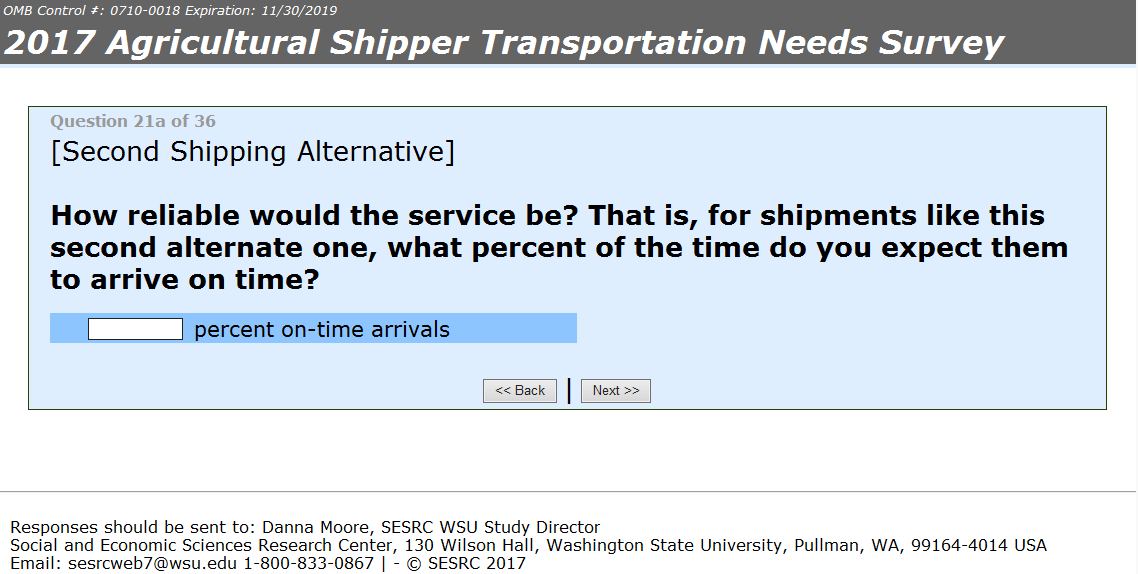 OMB Control #: 0710-0018 Expiration: 11/30/2019
2017 Agricultural Shipper Transportation Needs Survey
Question 21a of 36
[Second Shipping Alternative]
How reliable would the service be? That is, for shipments like this
second alternate one, what percent of the time do you expect them
to arrive on time?
percent on-time arrivals
<< Back | Next >>
Responses should be sent to: Danna Moore, SESRC WSU Study Director
Social and Economic Sciences Research Center, 130 Wilson Hall, Washington State University, Pullman, WA, 99164-4014 USA
Email: sesrcweb7@wsu.edu 1-800-833-0867 | - © SESRC 2017